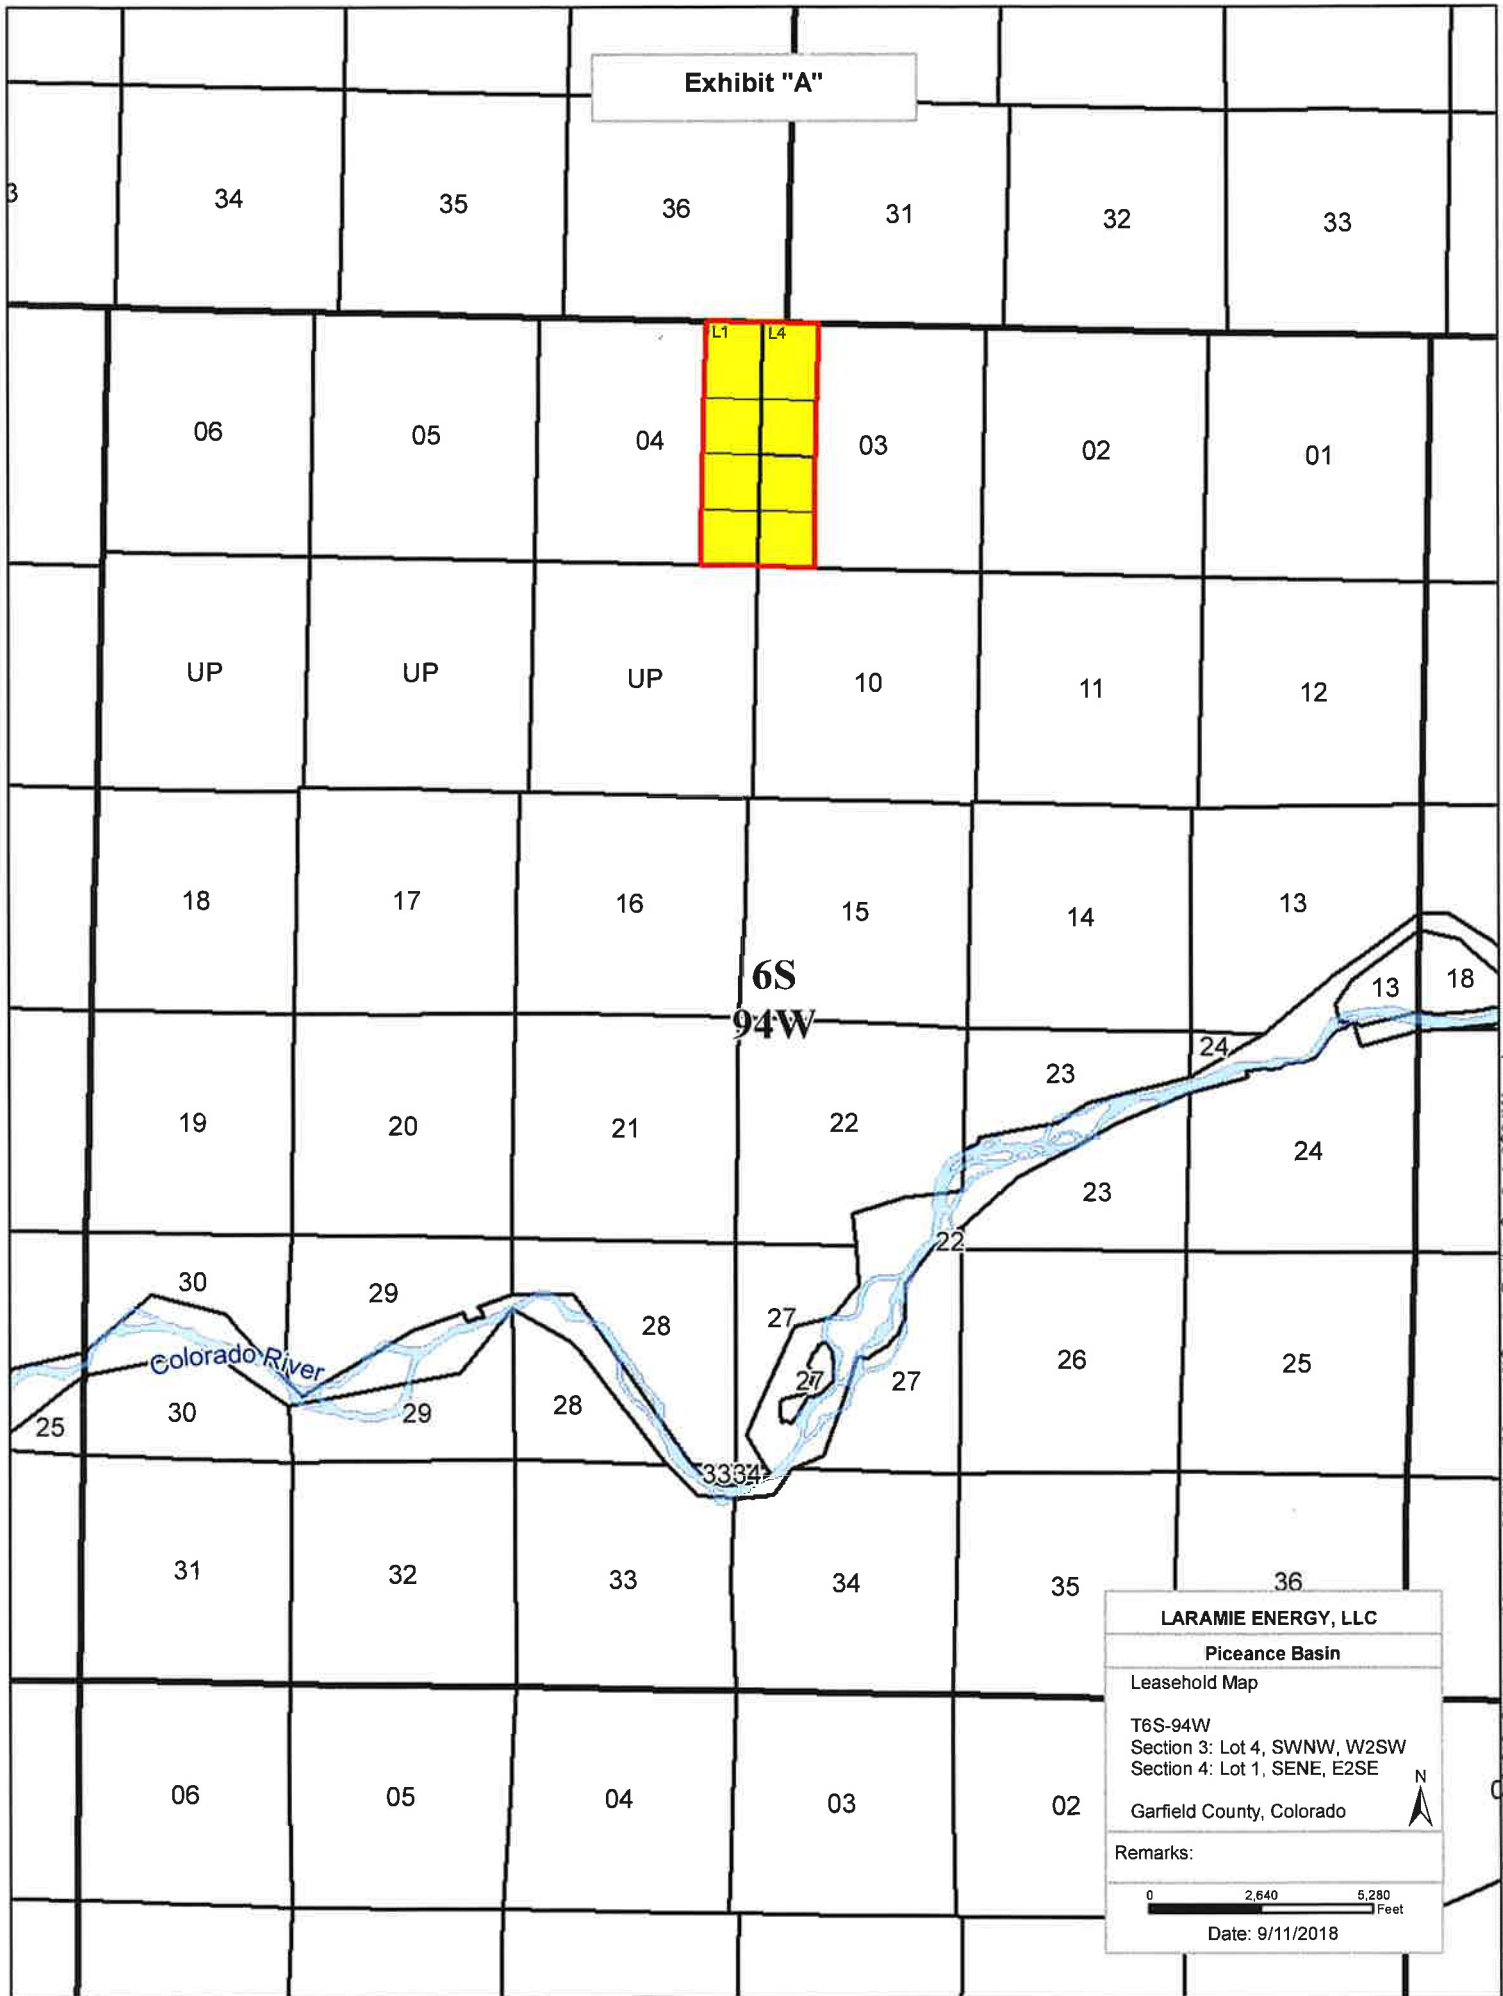 Exhibit "A"
3 34 35 36 31 32 33
L1 L4
06 05 04 03 02 01
UP UP UP 10 11 12
18 17 16 15 14 13
6S
94W
13 18
24
23
19 20 21 22
24
23
22
30 29 28 27
Colorado River
27 27 26 25
25 30 29 28
3334
31 32 33 34 35 36
06 05 04 03 02
LARAMIE ENERGY, LLC
Piceance Basin
Leasehold Map
T6S-94W
Section 3: Lot 4, SWNW, W2SW
Section 4: Lot 1, SENE, E2SE
N
Garfield County, Colorado
Remarks:
0 2,640 5,280
Feet
Date: 9/11/2018